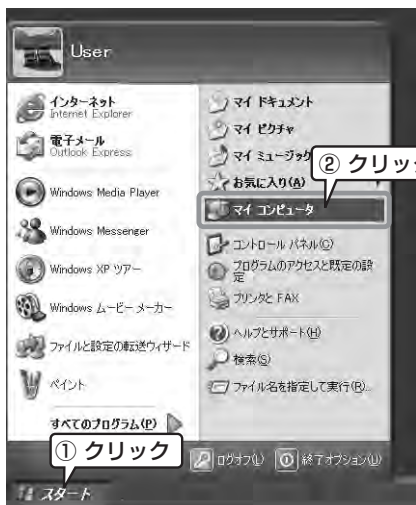 User
インターネット
Internet Explorer
電子メール
Outlook Express
Windows Media Player
Windows Messenger
Windows XP ツアー
Windows ムービー メーカー
ファイルと設定の転送ウィザード
ペイント
すべてのプログラム(P)
マイ ドキュメント
マイ ピクチャ
マイ ミュージック
お気に入り(A)
② クリック
マイ コンピュータ
コントロール パネル(C)
プログラムのアクセスと既定の設
定
プリンタと FAX
ヘルプとサポート(H)
検索(S)
ファイル名を指定して実行(R)...
① クリック
ログオフ(L)
終了オプション(U)
スタート